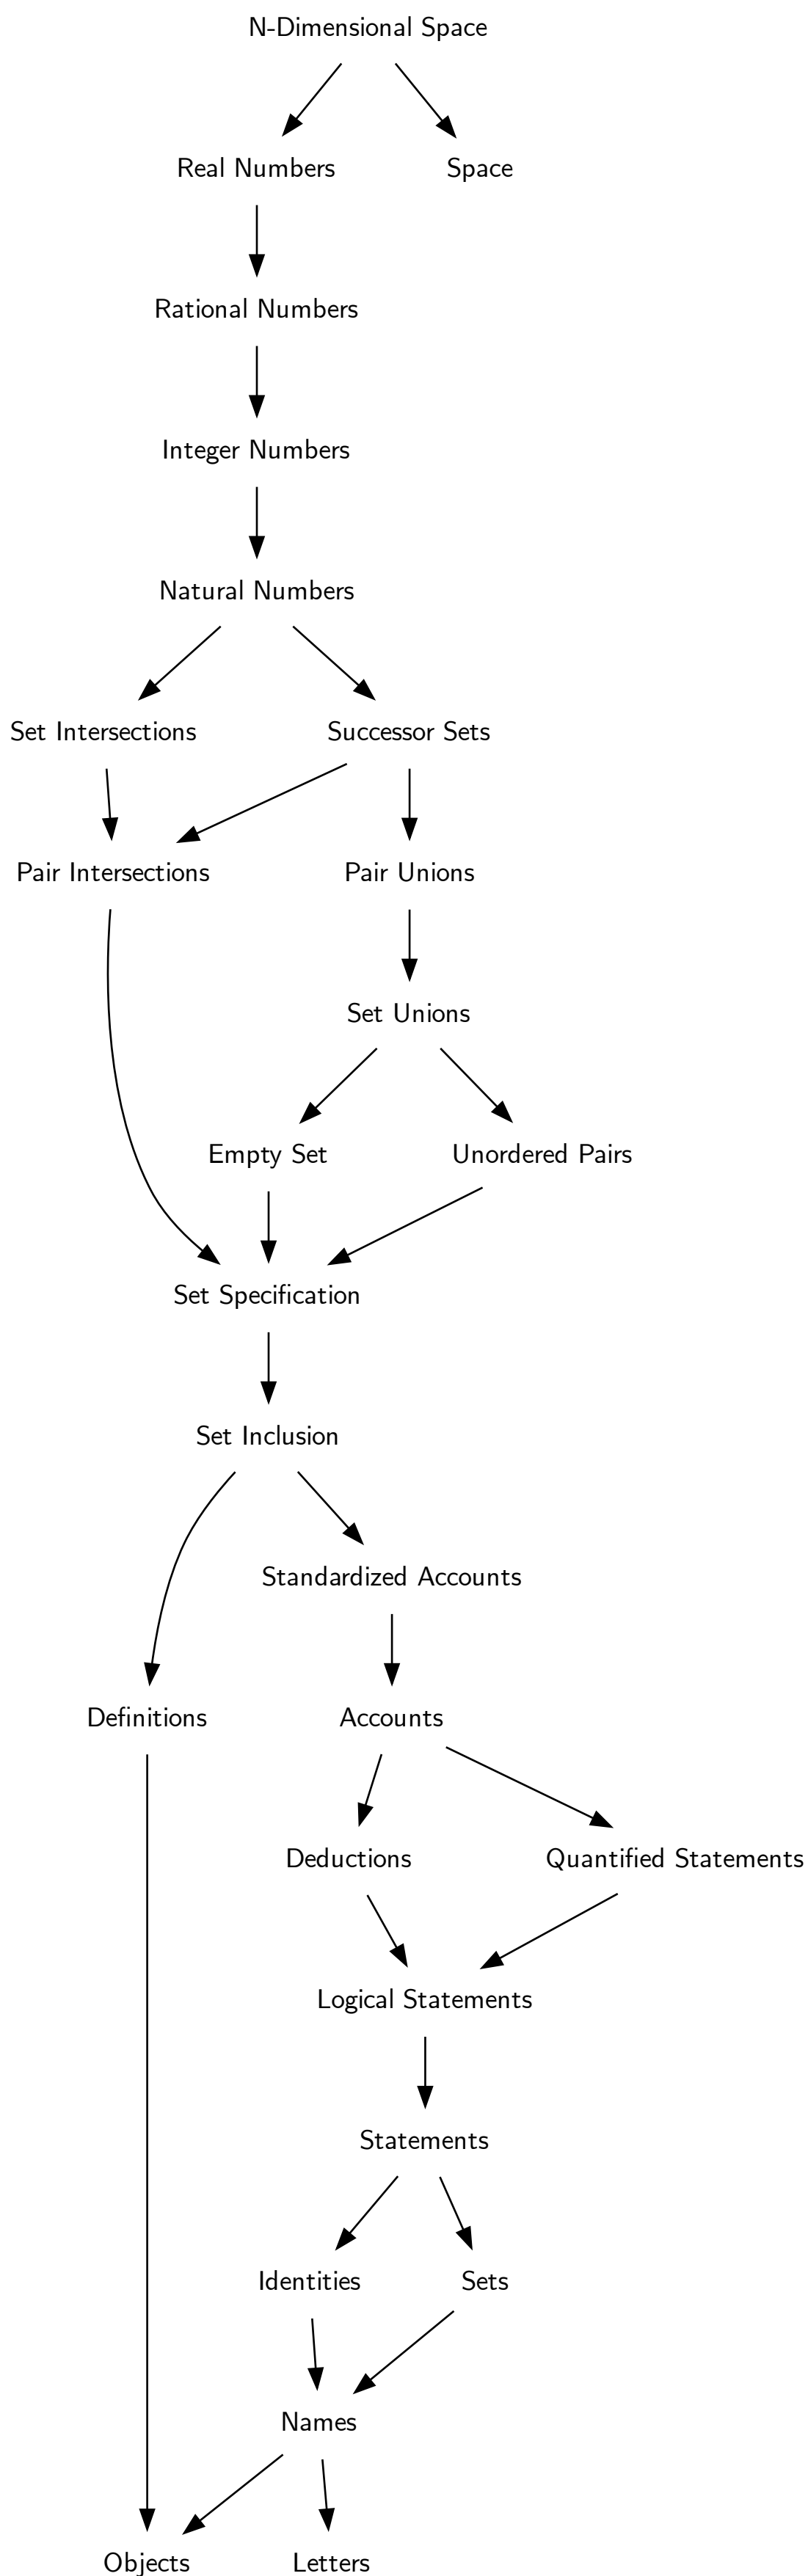 N-Dimensional Space
Real Numbers
Space
Rational Numbers
Integer Numbers
Natural Numbers
Set Intersections
Successor Sets
Pair Intersections
Pair Unions
Set Unions
Empty Set
Unordered Pairs
Set Specification
Set Inclusion
Standardized Accounts
Definitions
Accounts
Deductions
Quantified Statements
Logical Statements
Statements
Identities
Sets
Names
Objects
Letters